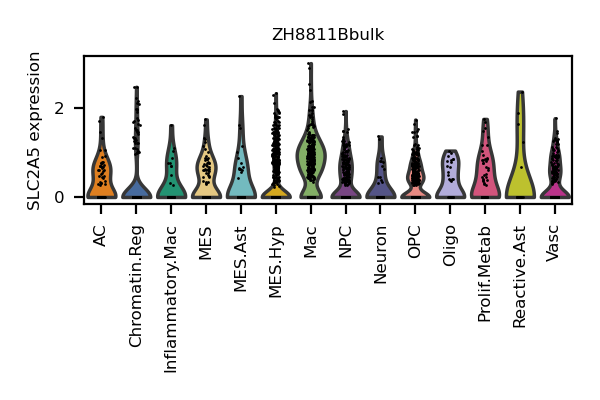 ZH8811Bbulk
SLC2A5 expression
2
0
AC
Chromatin.Reg
Inflammatory.Mac
MES
MES.Ast
MES.Hyp
Mac
NPC
Neuron
OPC
Oligo
Prolif.Metab
Reactive.Ast
Vasc